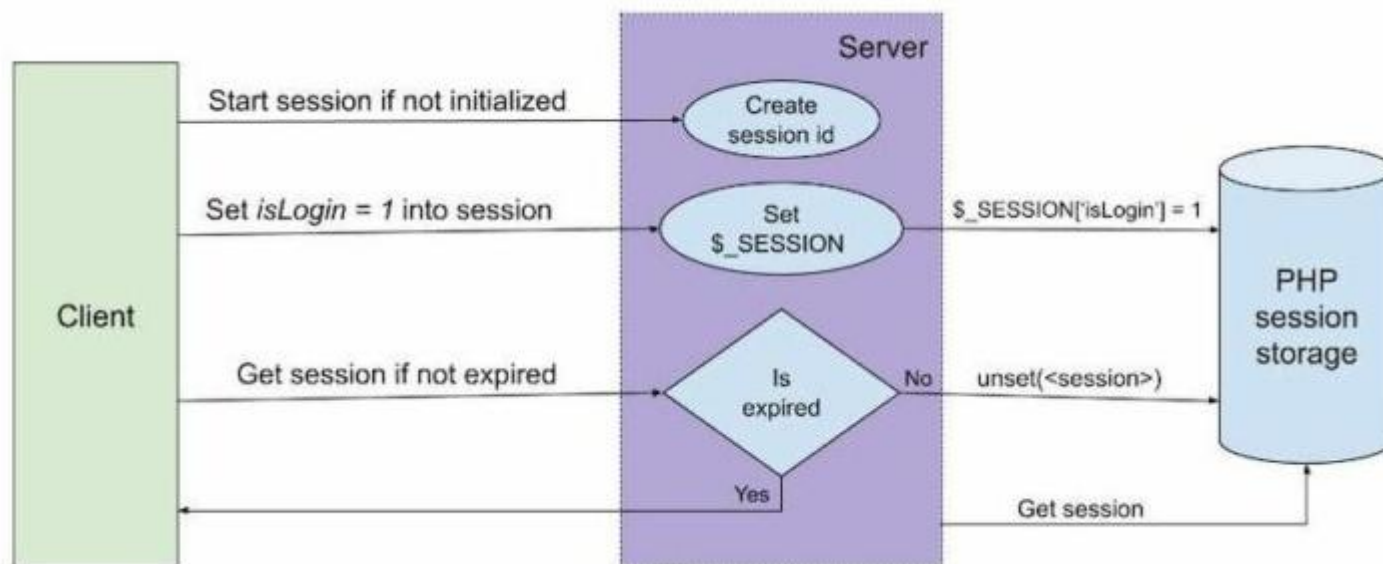 Server
Client
Start session if not initialized
Create
session id
Set isLogin = 1 into session
Set
$_SESSION
$_SESSION['isLogin'] = 1
PHP
session
storage
Get session if not expired
Is
expired
No
unset(<session>)
Yes
Get session